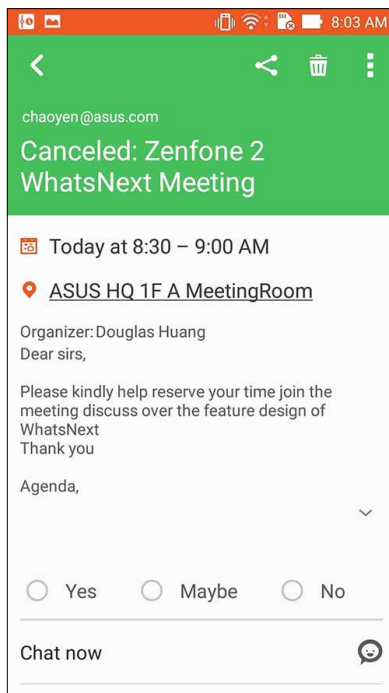 8:03 AM
chaoyen@asus.com
Canceled: Zenfone 2
WhatsNext Meeting
Today at 8:30 – 9:00 AM
ASUS HQ 1F A MeetingRoom
Organizer: Douglas Huang
Dear sirs,
Please kindly help reserve your time join the
meeting discuss over the feature design of
WhatsNext
Thank you
Agenda,
Yes Maybe No
Chat now